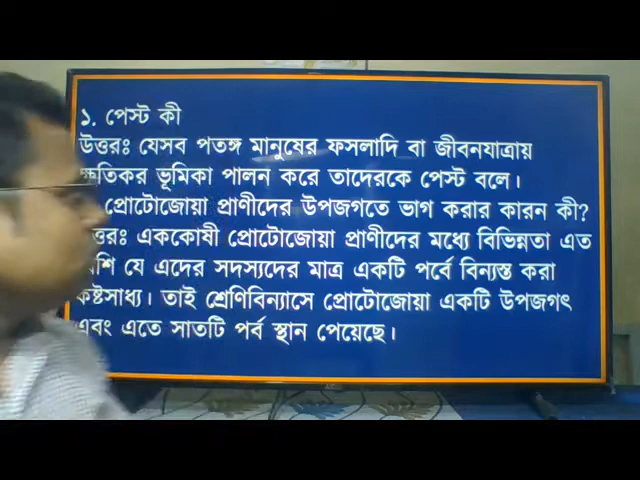 ১. পেস্ট কী
উত্তরঃ যেসব পতঙ্গ মানুষের ফসলাদি বা জীবনযাত্রায়
ক্ষতিকর ভূমিকা পালন করে তাদেরকে পেস্ট বলে।
প্রোটোজোয়া প্রাণীদের উপজগতে ভাগ করার কারন কী?
উত্তরঃ এককোষী প্রোটোজোয়া প্রাণীদের মধ্যে বিভিন্নতা এত
বেশি যে এদের সদস্যদের মাত্র একটি পর্বে বিন্যস্ত করা
কষ্টসাধ্য। তাই শ্রেণিবিন্যাসে প্রোটোজোয়া একটি উপজগৎ
এবং এতে সাতটি পর্ব স্থান পেয়েছে।